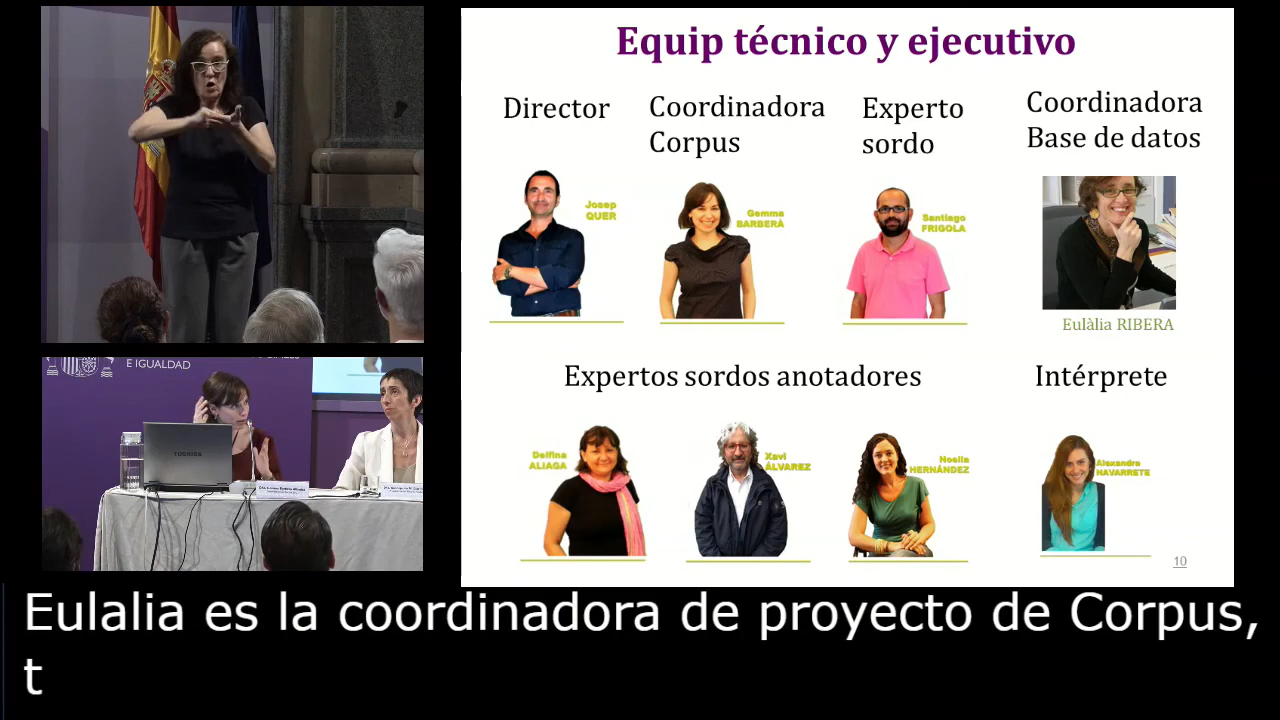 E IGUALDAD
TOSHIBA
Equip técnico y ejecutivo
Director
Coordinadora
Corpus
Experto
sordo
Coordinadora
Base de datos
Josep
QUER
Gemma
BARBERÀ
Santiago
FRIGOLA
Eulàlia RIBERA
Expertos sordos anotadores
Intérprete
Delfina
ALIAGA
Xavi
ÁLVAREZ
Noelia
HERNÁNDEZ
Alexandra
NAVARRETE
10
Eulalia es la coordinadora de proyecto de Corpus,
t